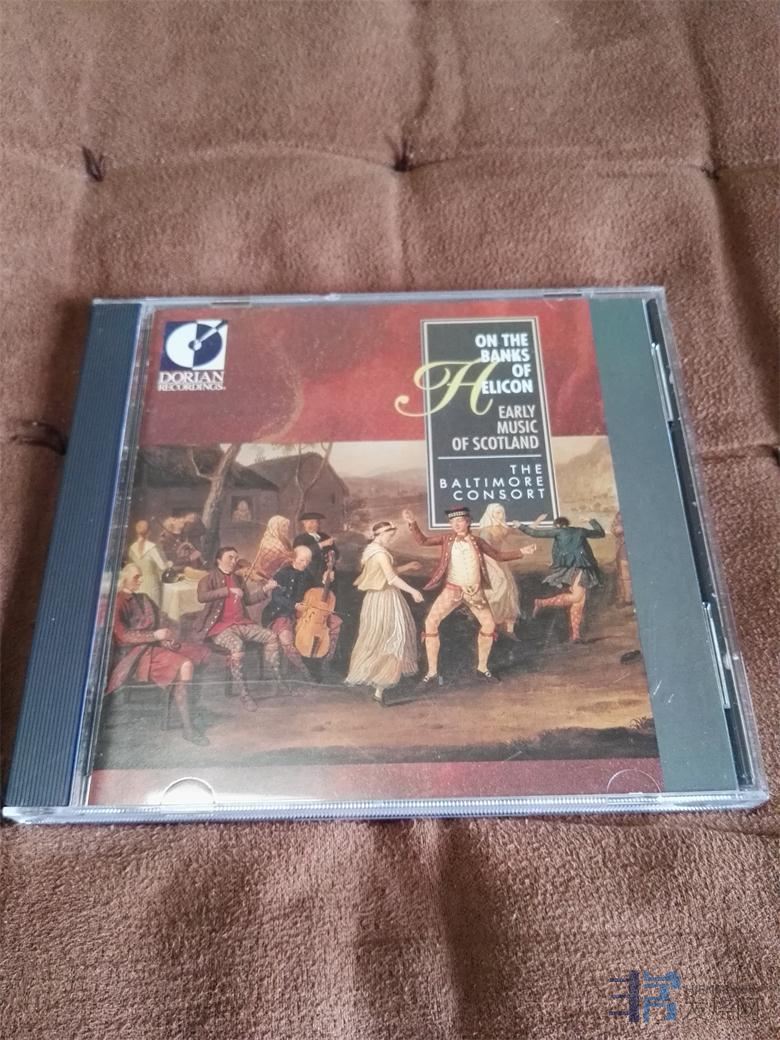 DORIAN
RECORDINGS
ON THE
BANKS
OF
HELICON
EARLY
MUSIC
OF SCOTLAND
THE
BALTIMORE
CONSORT